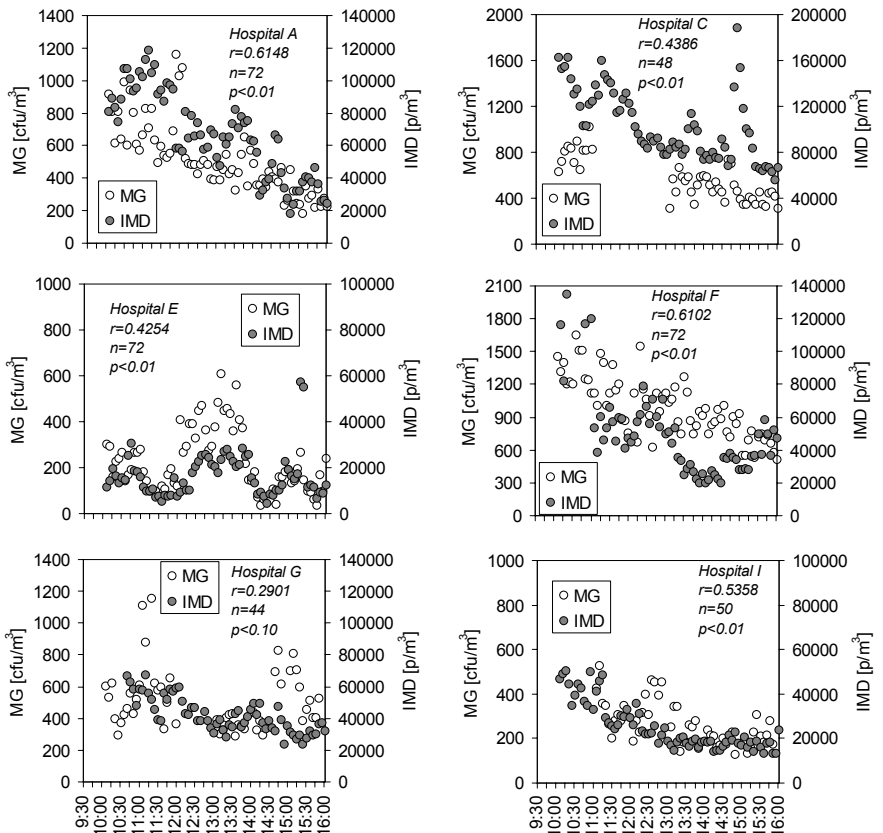 1400
1200
1000
800
600
400
200
0
MG [cfu/m³]
Hospital A
r=0.6148
n=72
p<0.01
MG
IMD
140000
120000
100000
80000
60000
40000
20000
0
IMD [p/m³]
2000
1600
1200
800
400
0
MG [cfu/m³]
Hospital C
r=0.4386
n=48
p<0.01
MG
IMD
200000
160000
120000
80000
40000
0
IMD [p/m³]
1000
800
600
400
200
0
MG [cfu/m³]
Hospital E
r=0.4254
n=72
p<0.01
MG
IMD
100000
80000
60000
40000
20000
0
IMD [p/m³]
2100
1800
1500
1200
900
600
300
0
MG [cfu/m³]
Hospital F
r=0.6102
n=72
p<0.01
MG
IMD
140000
120000
100000
80000
60000
40000
20000
0
IMD [p/m³]
1400
1200
1000
800
600
400
200
0
MG [cfu/m³]
MG
IMD
Hospital G
r=0.2901
n=44
p<0.10
140000
120000
100000
80000
60000
40000
20000
0
IMD [p/m³]
9:30
10:00
10:30
11:00
11:30
12:00
12:30
13:00
13:30
14:00
14:30
15:00
15:30
16:00
1000
800
600
400
200
0
MG [cfu/m³]
MG
IMD
Hospital I
r=0.5358
n=50
p<0.01
100000
80000
60000
40000
20000
0
IMD [p/m³]
9:30
10:00
10:30
11:00
11:30
12:00
12:30
13:00
13:30
14:00
14:30
15:00
15:30
16:00